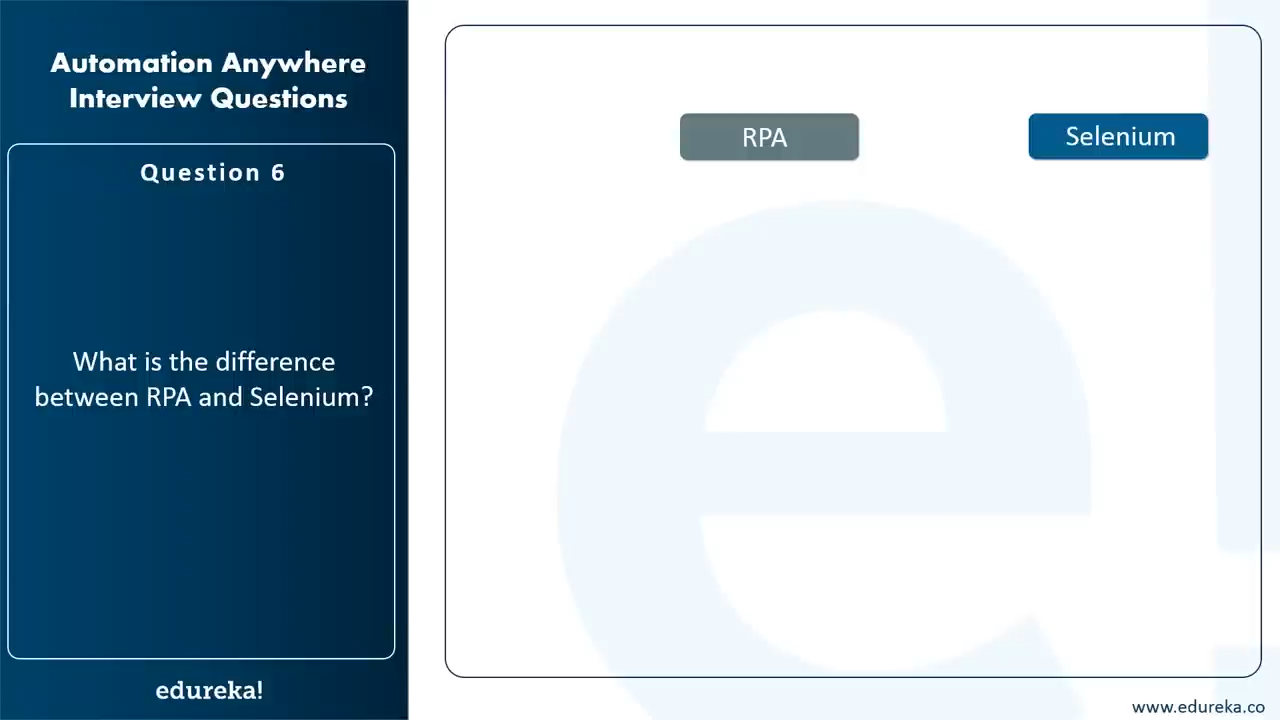 Automation Anywhere
Interview Questions
Question 6
What is the difference
between RPA and Selenium?
edureka!
RPA
Selenium
www.edureka.co